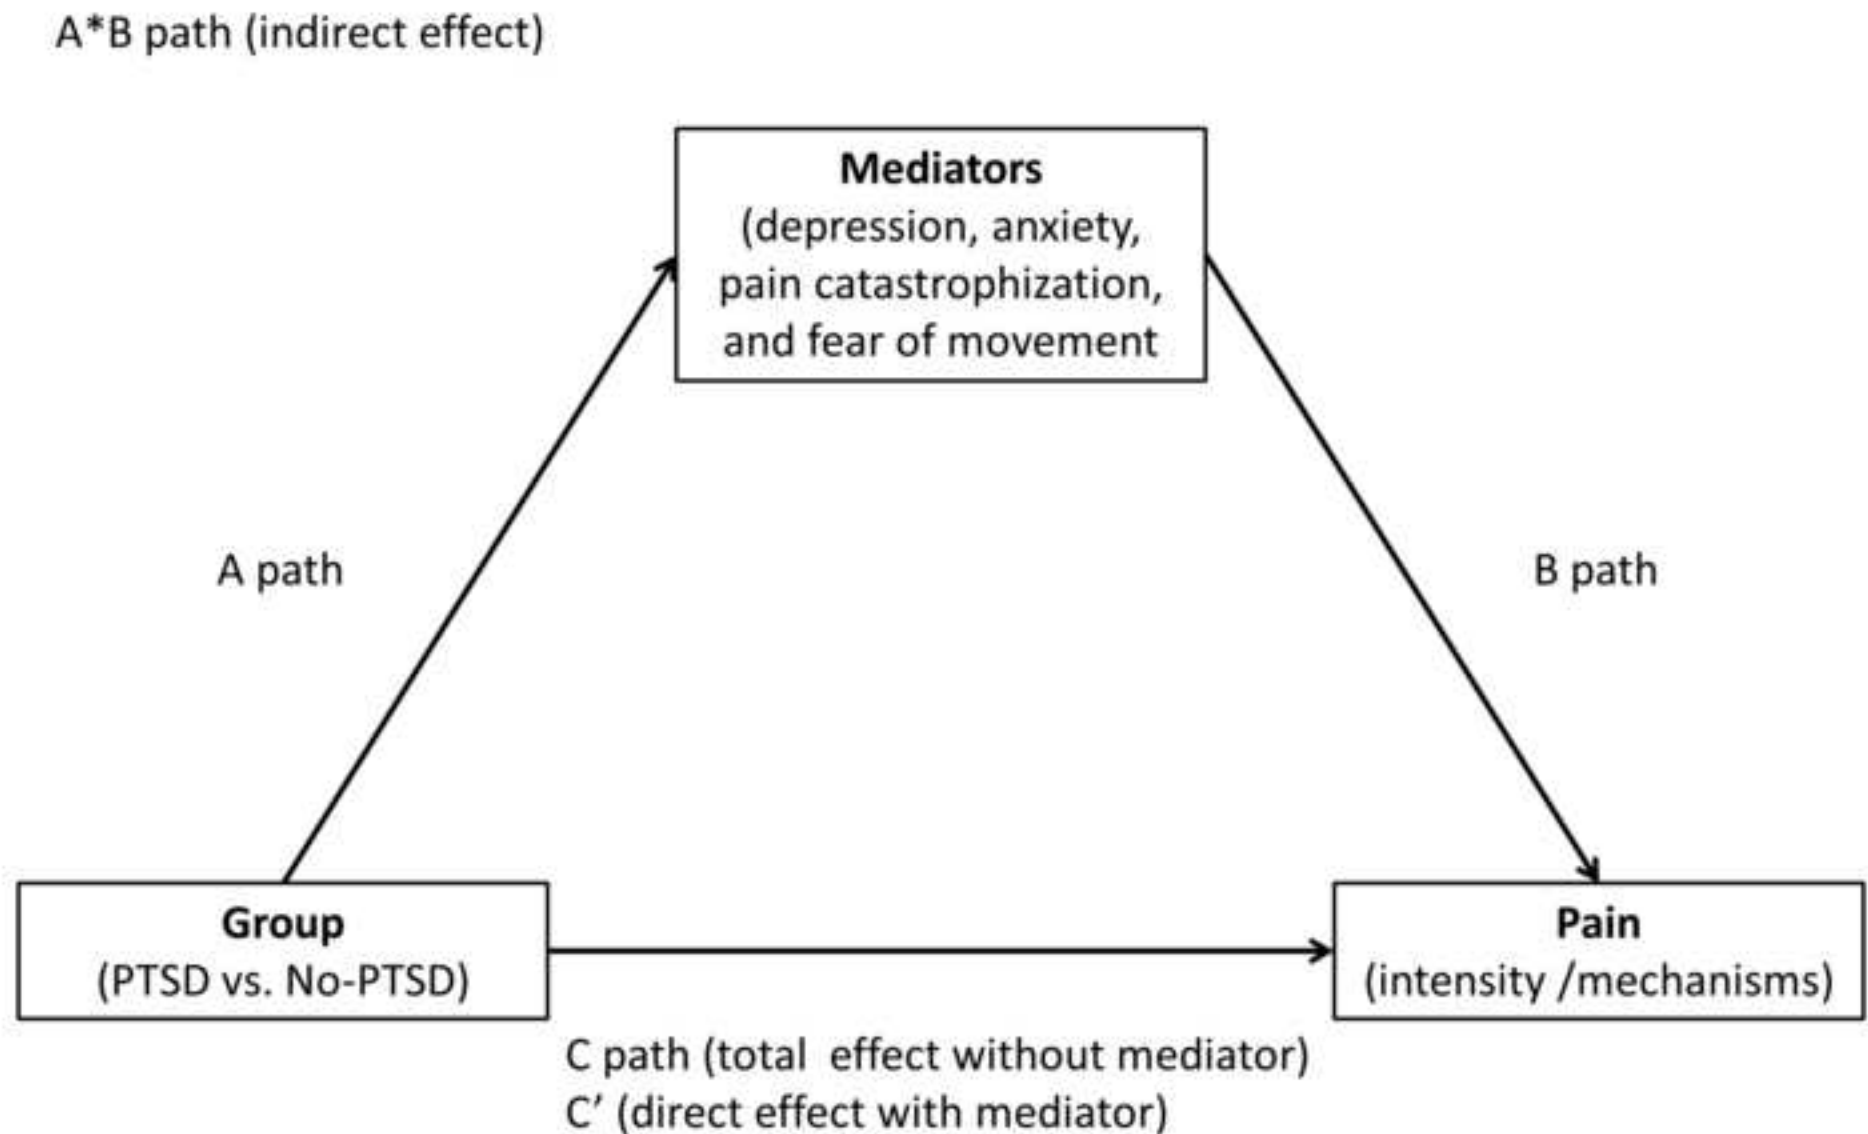 A*B path (indirect effect)
Mediators
(depression, anxiety,
pain catastrophization,
and fear of movement
A path
B path
Group
(PTSD vs. No-PTSD)
Pain
(intensity /mechanisms)
C path (total effect without mediator)
C’ (direct effect with mediator)